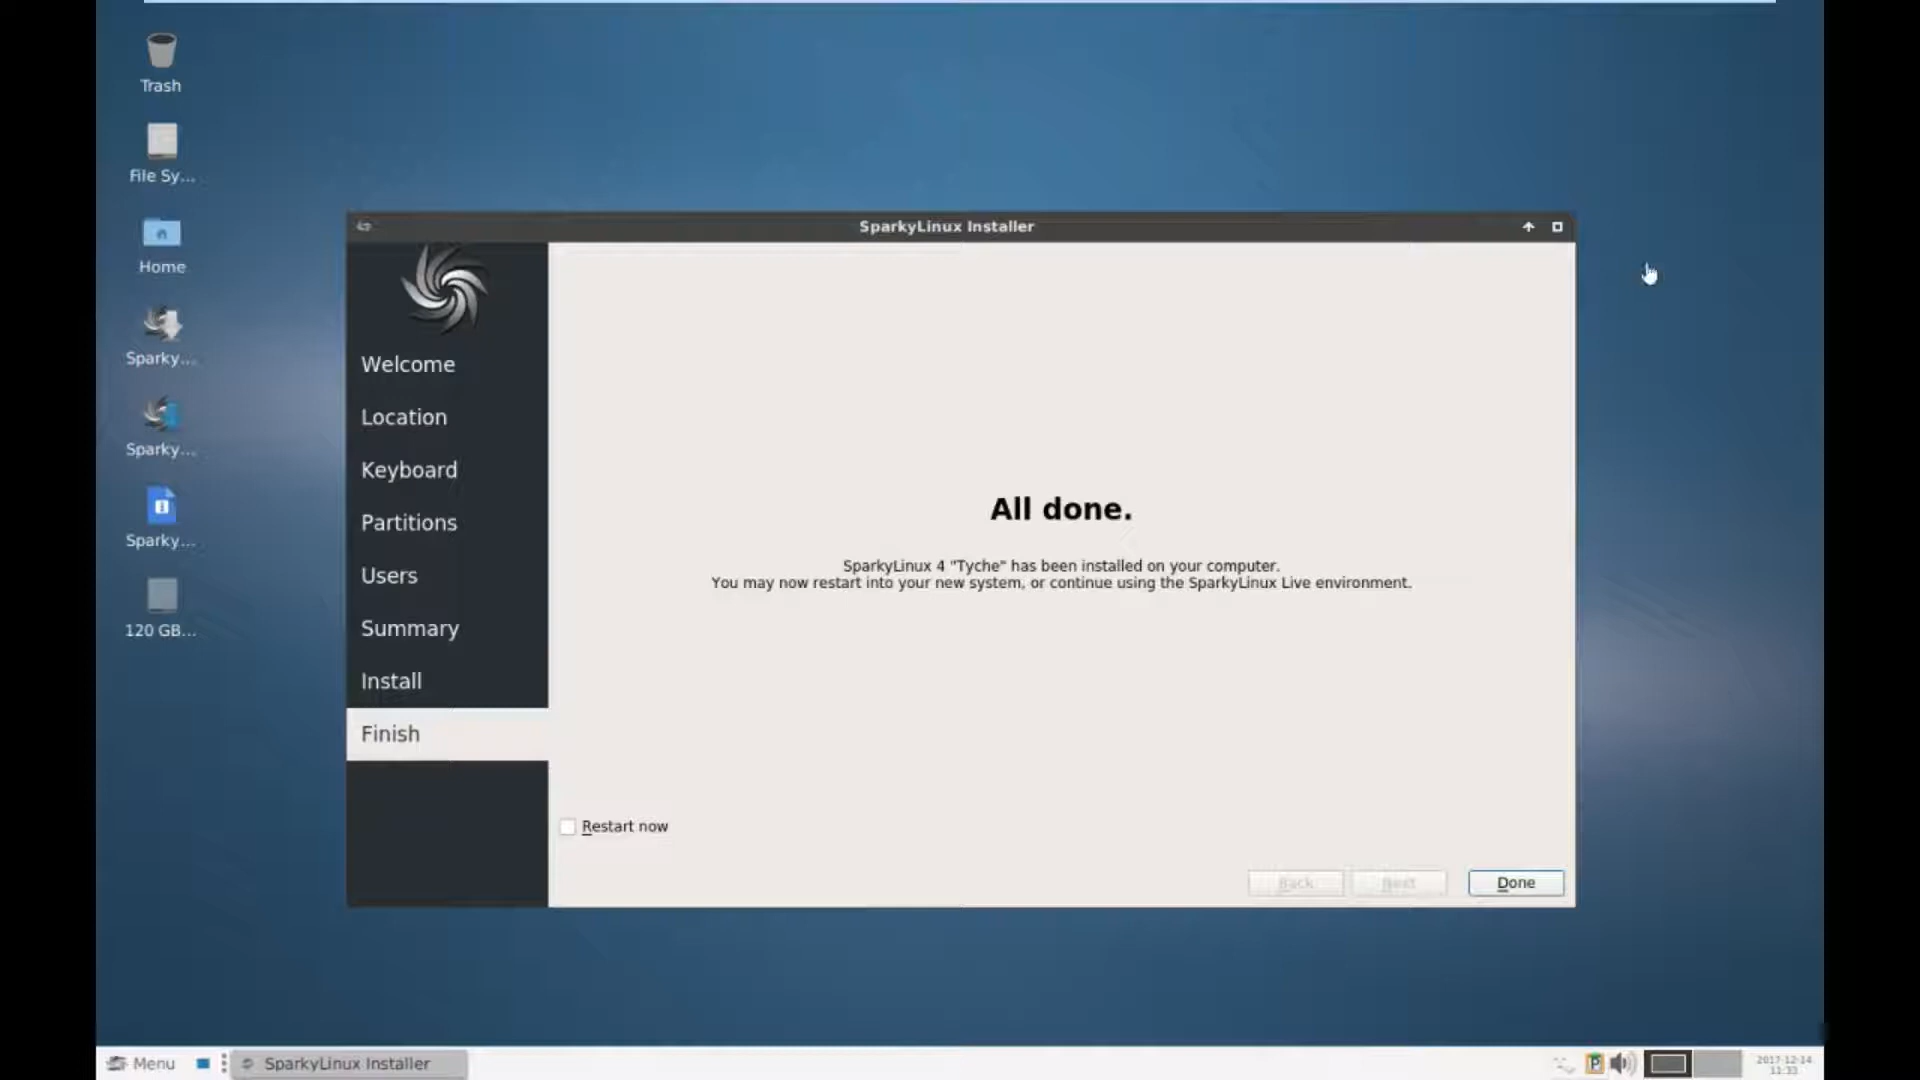 Trash
File Sy...
Home
Sparky...
Sparky...
Sparky...
120 GB...
SparkyLinux Installer
Welcome
Location
Keyboard
Partitions
Users
Summary
Install
Finish
All done.
SparkyLinux 4 "Tyche" has been installed on your computer.
You may now restart into your new system, or continue using the SparkyLinux Live environment.
Restart now
Back
Next
Done
Menu
SparkyLinux Installer
2017-12-14
11:33